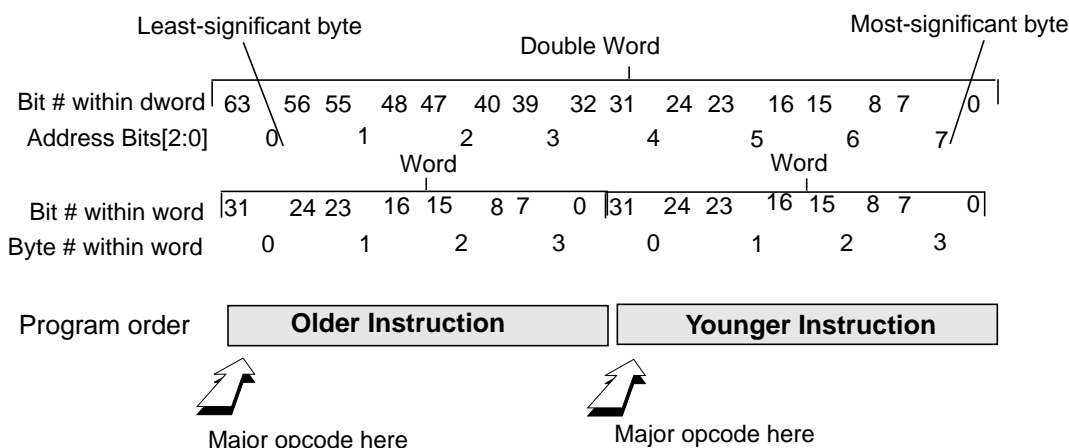 Least-significant byte
Most-significant byte
Double Word
Bit # within dword 63 56 55 48 47 40 39 32 31 24 23 16 15 8 7 0
Address Bits[2:0] 0 1 2 3 4 5 6 7
Word Word
Bit # within word 31 24 23 16 15 8 7 0 31 24 23 16 15 8 7 0
Byte # within word 0 1 2 3 0 1 2 3
Program order Older Instruction Younger Instruction
Major opcode here Major opcode here